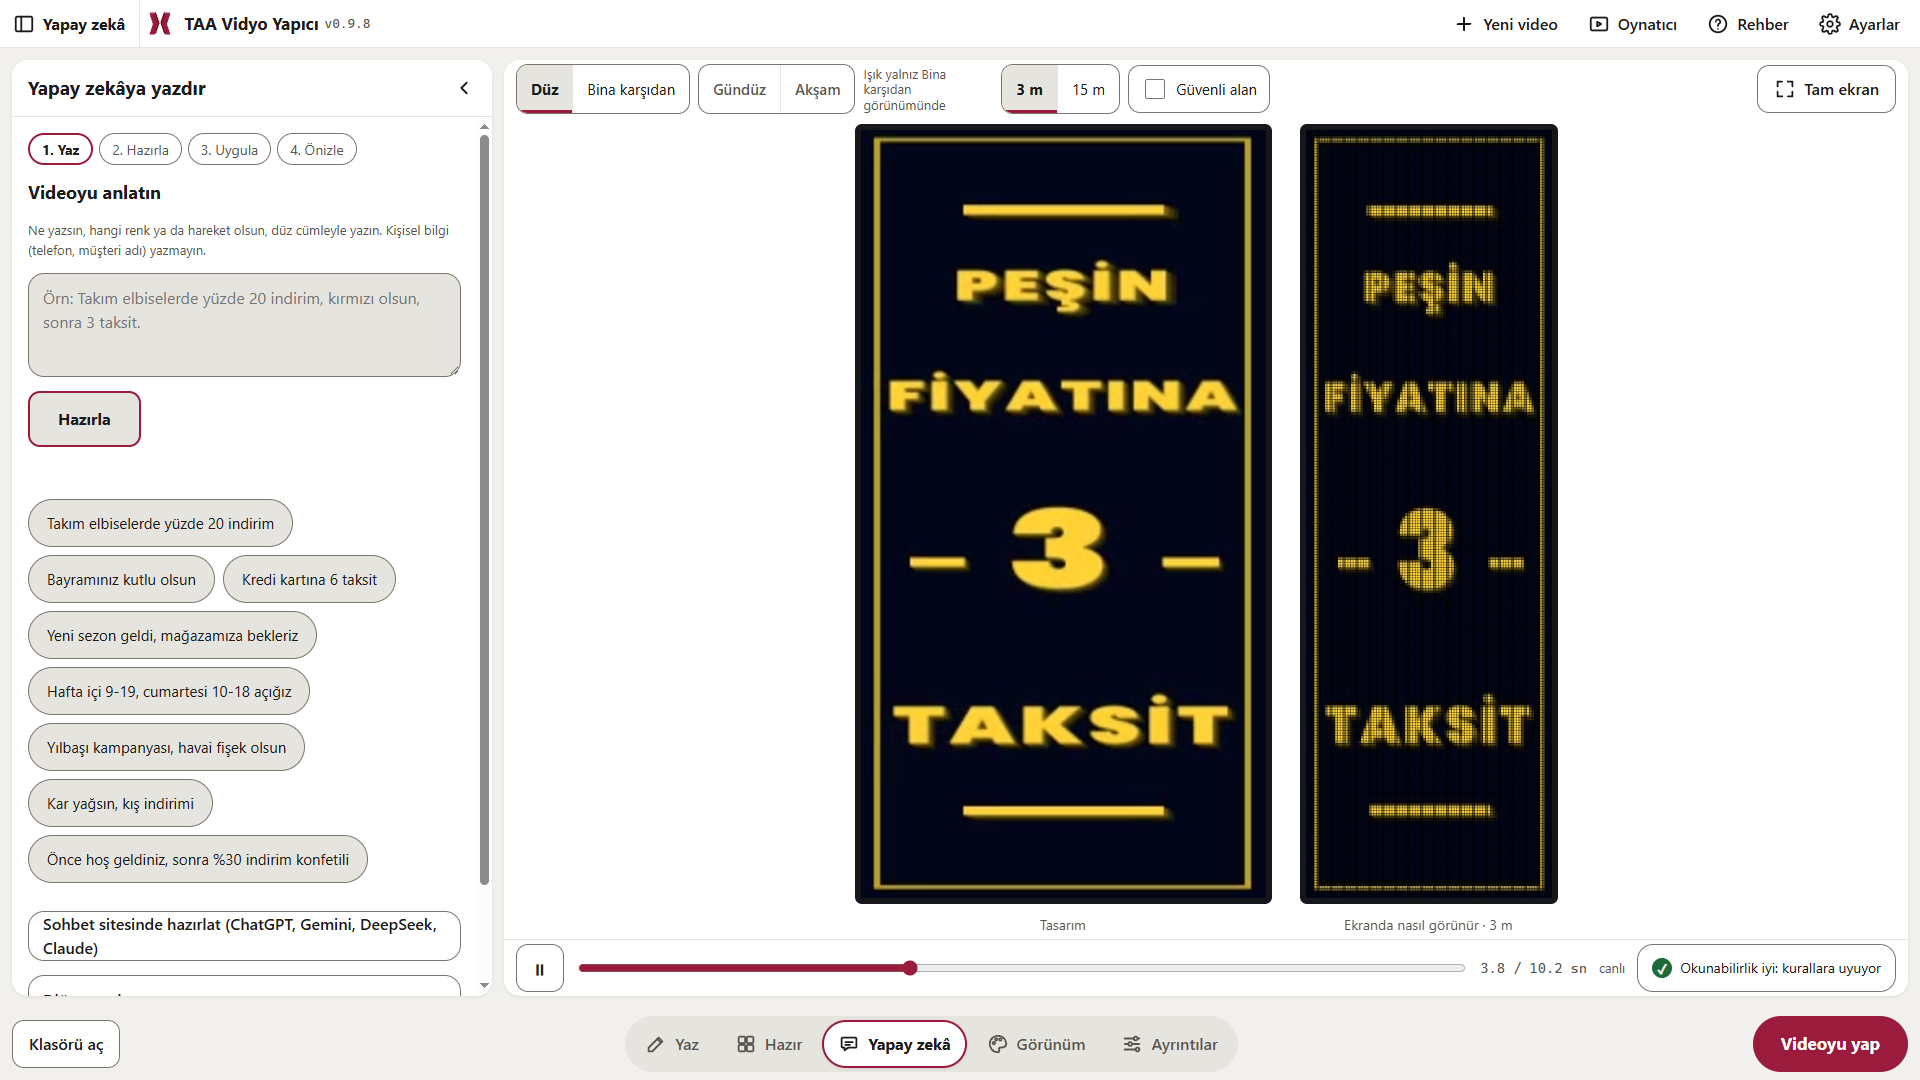 Yapay zekâ
TAA Vidyo Yapıcı v0.9.8
Yeni video
Oynatıcı
Rehber
Ayarlar
Yapay zekâya yazdır
1. Yaz
2. Hazırla
3. Uygula
4. Önizle
Videoyu anlatın
Ne yazsın, hangi renk ya da hareket olsun, düz cümleyle yazın. Kişisel bilgi
(telefon, müşteri adı) yazmayın.
Örn: Takım elbiselerde yüzde 20 indirim, kırmızı olsun,
sonra 3 taksit.
Hazırla
Takım elbiselerde yüzde 20 indirim
Bayramınız kutlu olsun
Kredi kartına 6 taksit
Yeni sezon geldi, mağazamıza bekleriz
Hafta içi 9-19, cumartesi 10-18 açığız
Yılbaşı kampanyası, havai fişek olsun
Kar yağsın, kış indirimi
Önce hoş geldiniz, sonra %30 indirim konfetili
Sohbet sitesinde hazırlat (ChatGPT, Gemini, DeepSeek,
Claude)
Düz
Bina karşıdan
Gündüz
Akşam
Işık yalnız Bina
karşıdan
görünümünde
3 m
15 m
Güvenli alan
Tam ekran
PEŞİN
FİYATINA
- 3 -
TAKSİT
PEŞİN
FİYATINA
- 3 -
TAKSİT
Tasarım
Ekranda nasıl görünür · 3 m
3.8 / 10.2 sn
canlı
Okunabilirlik iyi: kurallara uyuyor
Klasörü aç
Yaz
Hazır
Yapay zekâ
Görünüm
Ayrıntılar
Videoyu yap